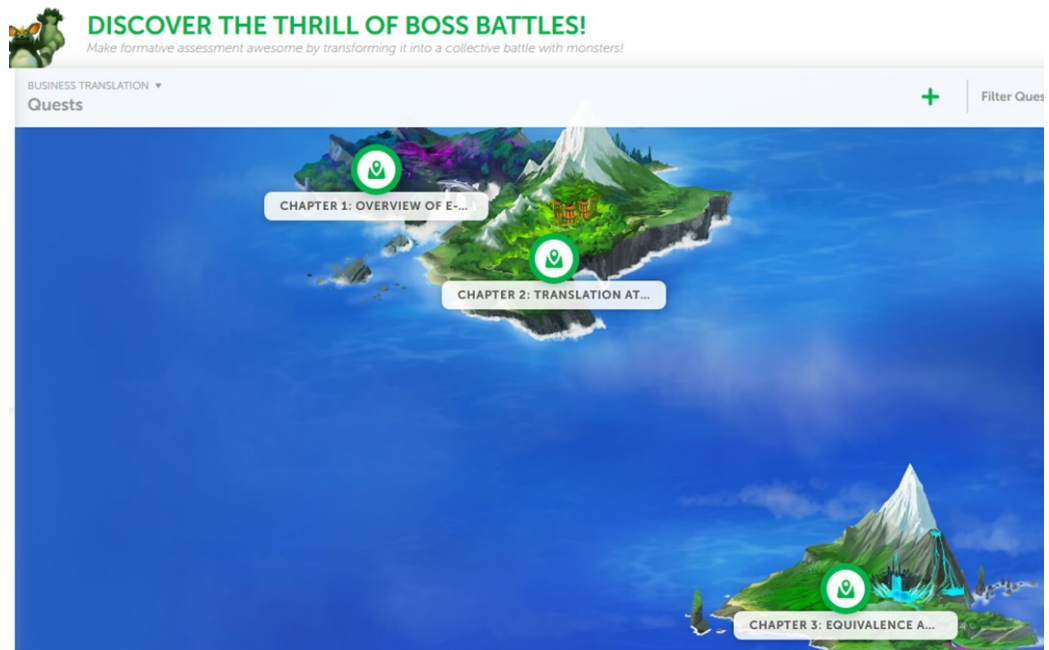 DISCOVER THE THRILL OF BOSS BATTLES!
Make formative assessment awesome by transforming it into a collective battle with monsters!
BUSINESS TRANSLATION
Quests
Filter Ques
CHAPTER 1: OVERVIEW OF E-...
CHAPTER 2: TRANSLATION AT...
CHAPTER 3: EQUIVALENCE A...